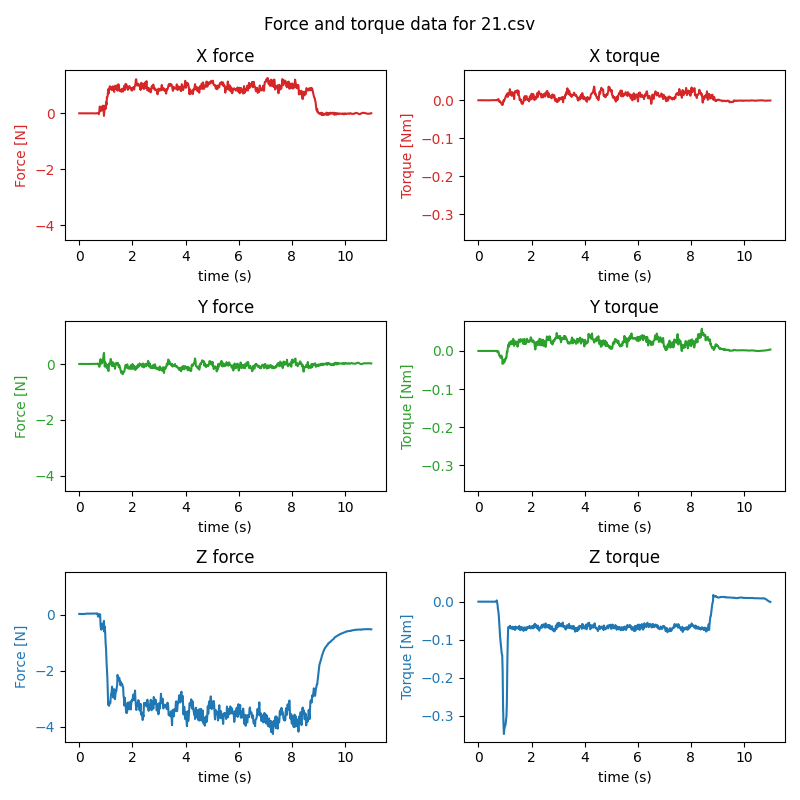 Force and torque data for 21.csv
X force
X torque
Force [N]
0
−2
−4
0 2 4 6 8 10
time (s)
Torque [Nm]
0.0
−0.1
−0.2
−0.3
0 2 4 6 8 10
time (s)
Y force
Y torque
Force [N]
0
−2
−4
0 2 4 6 8 10
time (s)
Torque [Nm]
0.0
−0.1
−0.2
−0.3
0 2 4 6 8 10
time (s)
Z force
Z torque
Force [N]
0
−2
−4
0 2 4 6 8 10
time (s)
Torque [Nm]
0.0
−0.1
−0.2
−0.3
0 2 4 6 8 10
time (s)